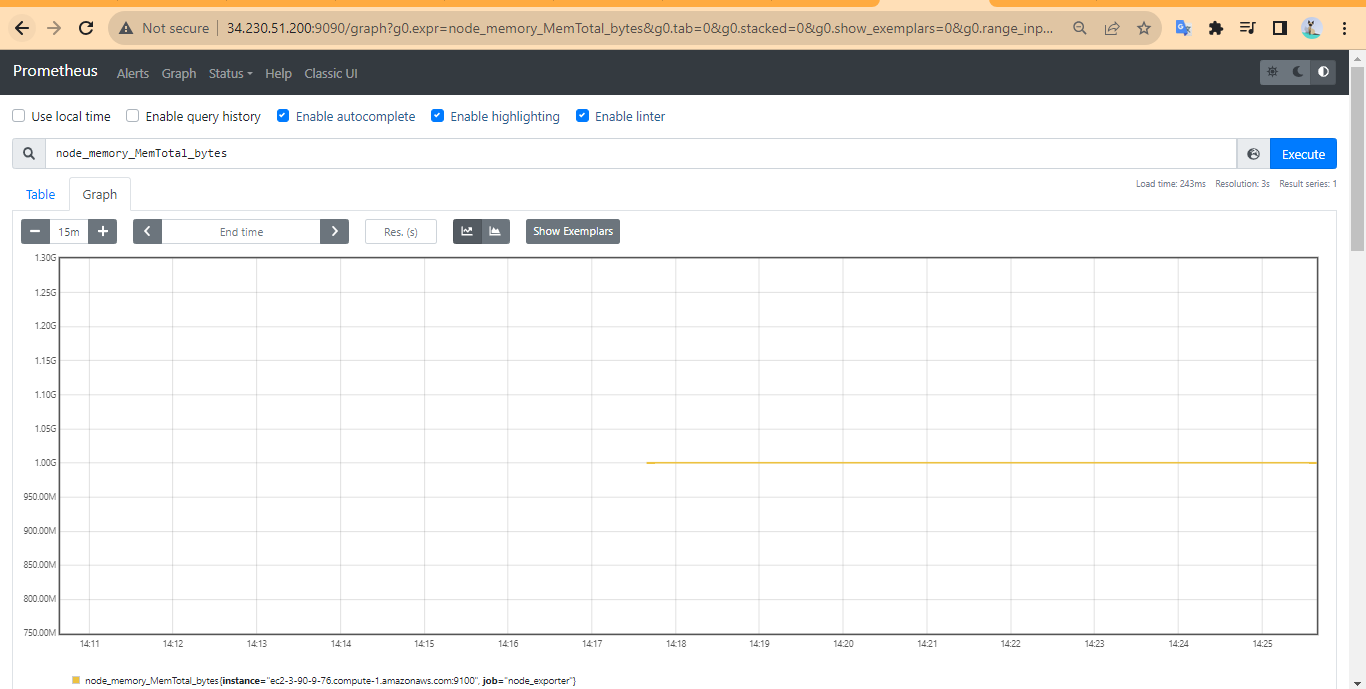 Not secure 34.230.51.200:9090/graph?g0.expr=node_memory_MemTotal_bytes&g0.tab=0&g0.stacked=0&g0.show_exemplars=0&g0.range_inp...
Prometheus Alerts Graph Status Help Classic UI
Use local time Enable query history Enable autocomplete Enable highlighting Enable linter
node_memory_MemTotal_bytes Execute
Table Graph Load time: 243ms Resolution: 3s Result series: 1
15m End time Res. (s) Show Exemplars
1.30G
1.25G
1.20G
1.15G
1.10G
1.05G
1.00G
950.00M
900.00M
850.00M
800.00M
750.00M
14:11 14:12 14:13 14:14 14:15 14:16 14:17 14:18 14:19 14:20 14:21 14:22 14:23 14:24 14:25
node_memory_MemTotal_bytes{instance="ec2-3-90-9-76.compute-1.amazonaws.com:9100", job="node_exporter"}